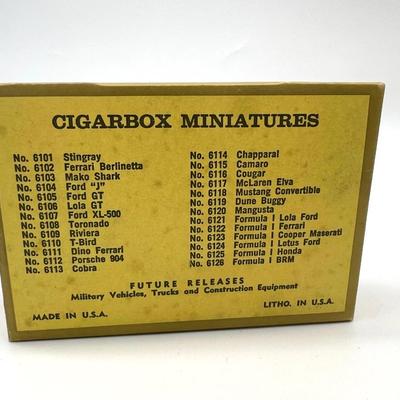 CIGARBOX MINIATURES
No. 6101 Stingray
No. 6102 Ferrari Berlinetta
No. 6103 Mako Shark
No. 6104 Ford "J"
No. 6105 Ford GT
No. 6106 Lola GT
No. 6107 Ford XL-500
No. 6108 Toronado
No. 6109 Riviera
No. 6110 T-Bird
No. 6111 Dino Ferrari
No. 6112 Porsche 904
No. 6113 Cobra
No. 6114 Chapparal
No. 6115 Camaro
No. 6116 Cougar
No. 6117 McLaren Elva
No. 6118 Mustang Convertible
No. 6119 Dune Buggy
No. 6120 Mangusta
No. 6121 Formula I Lola Ford
No. 6122 Formula I Ferrari
No. 6123 Formula I Cooper Maserati
No. 6124 Formula I Lotus Ford
No. 6125 Formula I Honda
No. 6126 Formula I BRM
FUTURE RELEASES
Military Vehicles, Trucks and Construction Equipment
MADE IN U.S.A.
LITHO. IN U.S.A.